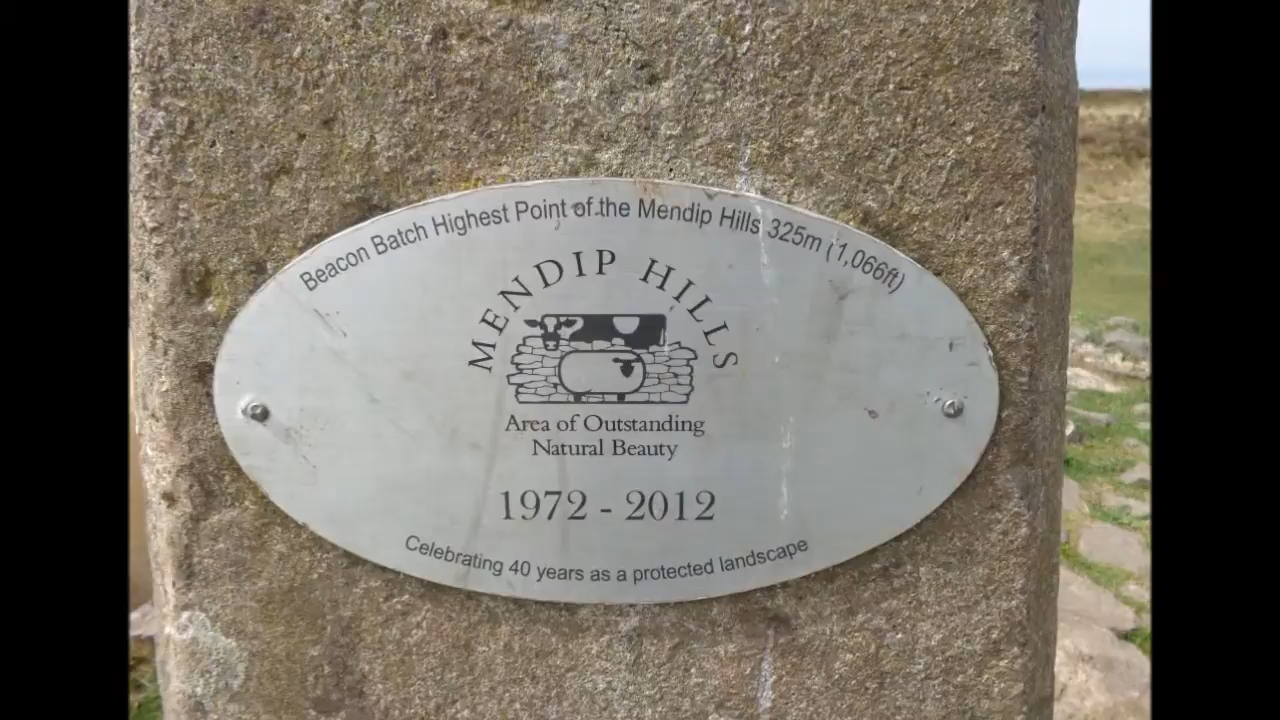 Beacon Batch Highest Point of the Mendip Hills 325m (1,066ft)
MENDIP HILLS
Area of Outstanding
Natural Beauty
1972 - 2012
Celebrating 40 years as a protected landscape